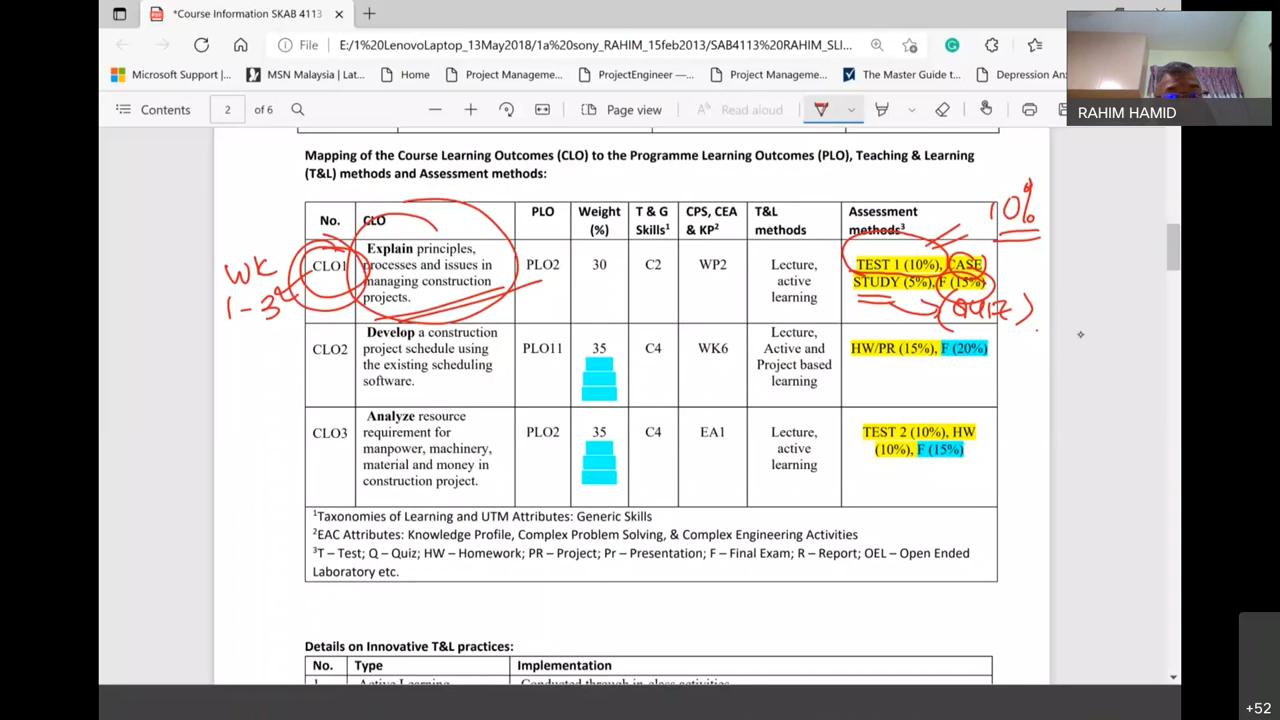 *Course Information SKAB 4113
File E:/1%20LenovoLaptop_13May2018/1a%20sony_RAHIM_15feb2013/SAB4113%20RAHIM_SLI...
Microsoft Support |... MSN Malaysia | Lat... Home Project Manageme... ProjectEngineer —... Project Manageme... The Master Guide t... Depression An
Contents 2 of 6 Page view Read aloud
RAHIM HAMID
Mapping of the Course Learning Outcomes (CLO) to the Programme Learning Outcomes (PLO), Teaching & Learning
(T&L) methods and Assessment methods:
10%
No. CLO PLO Weight (%) T & G Skills1 CPS, CEA & KP2 T&L methods Assessment methods3
WK
1-3
CLO1 Explain principles, processes and issues in managing construction projects. PLO2 30 C2 WP2 Lecture, active learning TEST 1 (10%), CASE STUDY (5%), F (15%)
(QUIZ).
CLO2 Develop a construction project schedule using the existing scheduling software. PLO11 35 C4 WK6 Lecture, Active and Project based learning HW/PR (15%), F (20%)
CLO3 Analyze resource requirement for manpower, machinery, material and money in construction project. PLO2 35 C4 EA1 Lecture, active learning TEST 2 (10%), HW (10%), F (15%)
1Taxonomies of Learning and UTM Attributes: Generic Skills
2EAC Attributes: Knowledge Profile, Complex Problem Solving, & Complex Engineering Activities
3T – Test; Q – Quiz; HW – Homework; PR – Project; Pr – Presentation; F – Final Exam; R – Report; OEL – Open Ended
Laboratory etc.
Details on Innovative T&L practices:
No. Type Implementation
1. Active Learning Conducted through in-class activities
+52